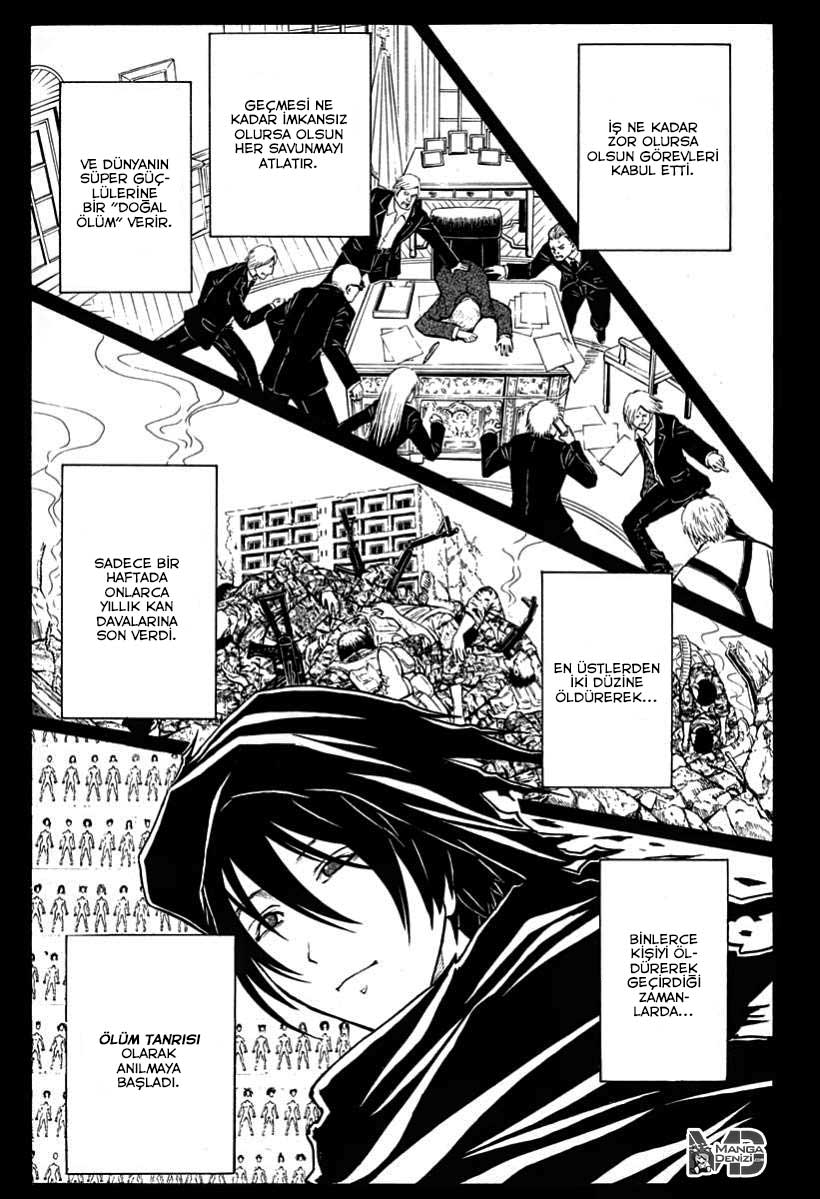 İŞ NE KADAR
ZOR OLURSA
OLSUN GÖREVLERİ
KABUL ETTİ.
GEÇMESİ NE
KADAR İMKANSIZ
OLURSA OLSUN
HER SAVUNMAYI
ATLATIR.
VE DÜNYANIN
SÜPER GÜÇ-
LÜLERİNE
BİR "DOĞAL
ÖLÜM" VERİR.
EN ÜSTLERDEN
İKİ DÜZİNE
ÖLDÜREREK...
SADECE BİR
HAFTADA
ONLARCA
YILLIK KAN
DAVALARINA
SON VERDİ.
BİNLERCE
KİŞİYİ ÖL-
DÜREREK
GEÇİRDİĞİ
ZAMAN-
LARDA...
ÖLÜM TANRISI
OLARAK
ANILMAYA
BAŞLADI.
MD
MANGA
DENİZİ